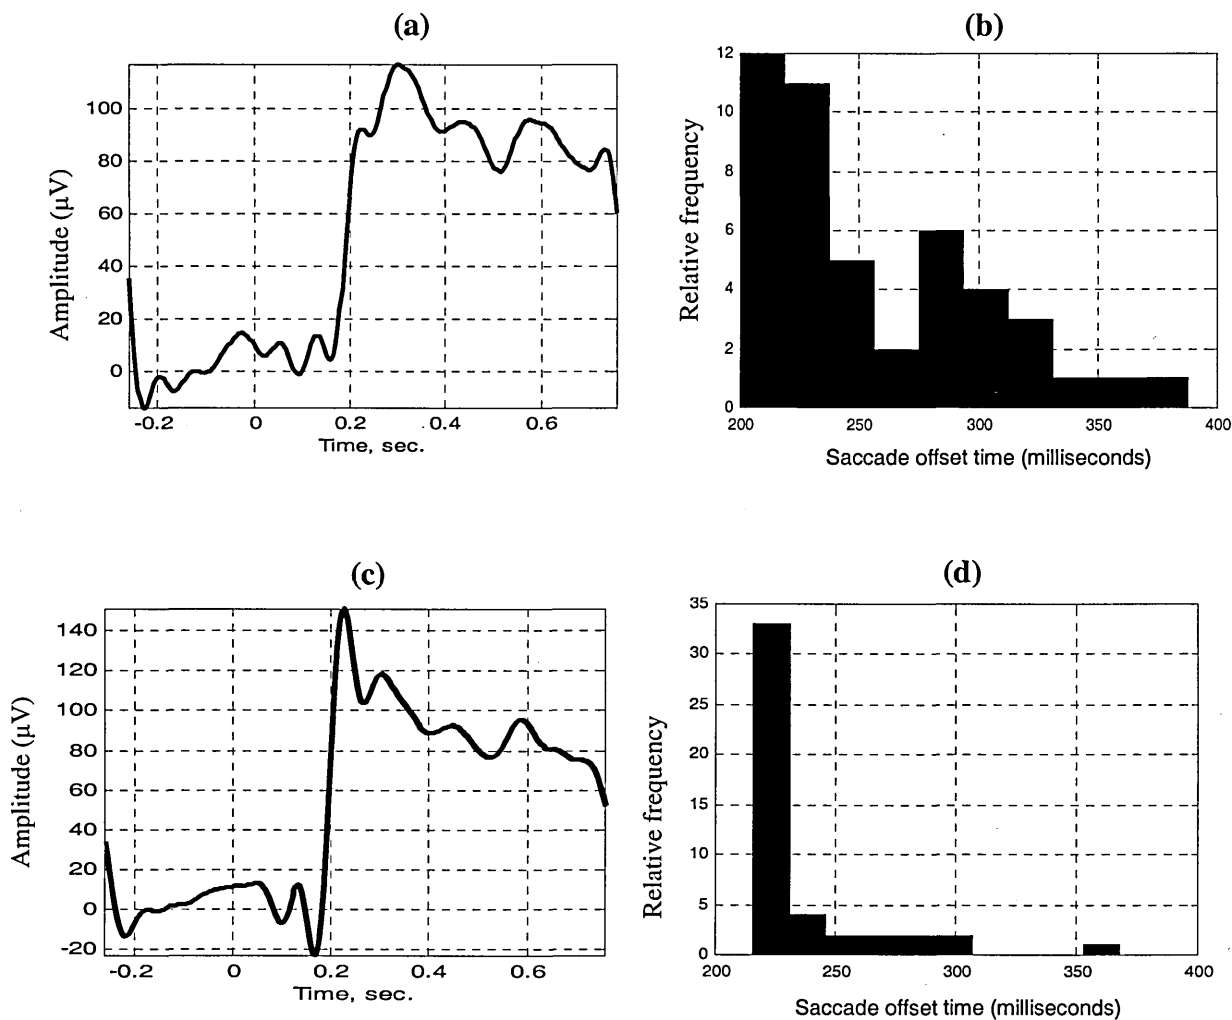 (a)
100
80
60
40
20
0
Amplitude (μV)
-0.2 0 0.2 0.4 0.6
Time, sec.
(b)
12
10
8
6
4
2
0
Relative frequency
200 250 300 350 400
Saccade offset time (milliseconds)
(c)
140
120
100
80
60
40
20
0
-20
Amplitude (μV)
-0.2 0 0.2 0.4 0.6
Time, sec.
(d)
35
30
25
20
15
10
5
0
Relative frequency
200 250 300 350 400
Saccade offset time (milliseconds)